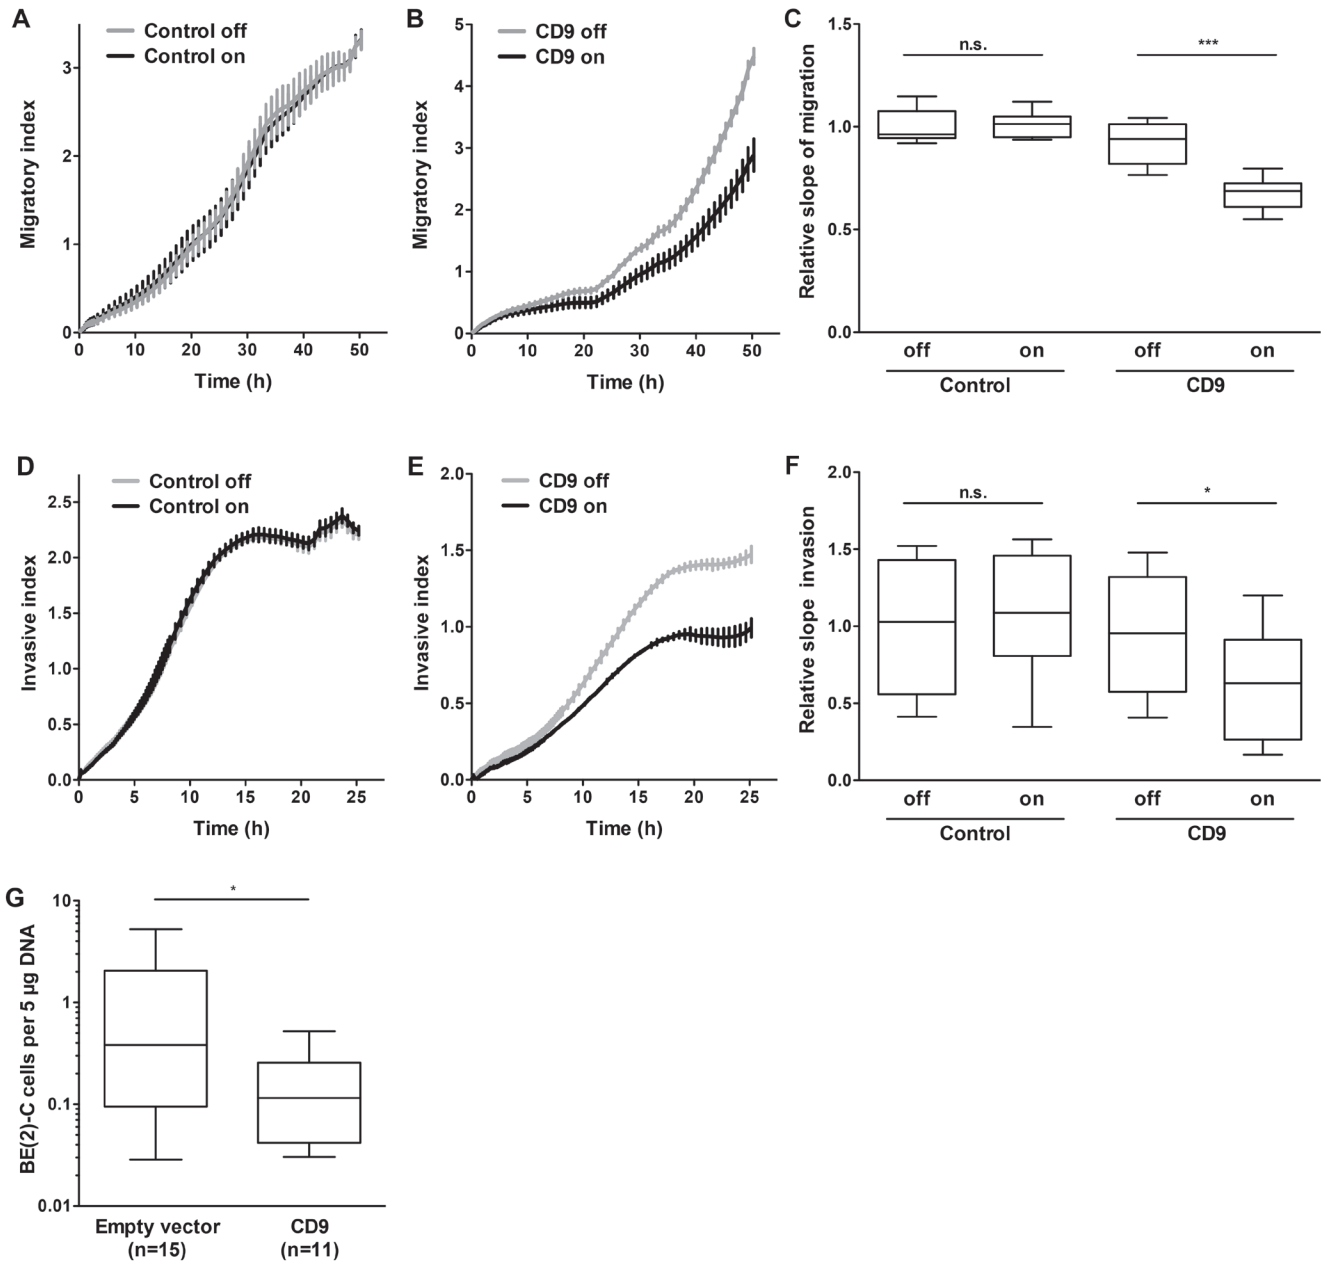 A
Control off
Control on
Migratory index
3
2
1
0
0 10 20 30 40 50
Time (h)
B
CD9 off
CD9 on
Migratory index
5
4
3
2
1
0
0 10 20 30 40 50
Time (h)
C
Relative slope of migration
1.5
1.0
0.5
0.0
n.s.
***
off on off on
Control CD9
D
Control off
Control on
Invasive index
2.5
2.0
1.5
1.0
0.5
0.0
0 5 10 15 20 25
Time (h)
E
CD9 off
CD9 on
Invasive index
2.0
1.5
1.0
0.5
0.0
0 5 10 15 20 25
Time (h)
F
Relative slope invasion
2.0
1.5
1.0
0.5
0.0
n.s.
*
off on off on
Control CD9
G
BE(2)-C cells per 5 µg DNA
10
1
0.1
0.01
*
Empty vector CD9
(n=15) (n=11)